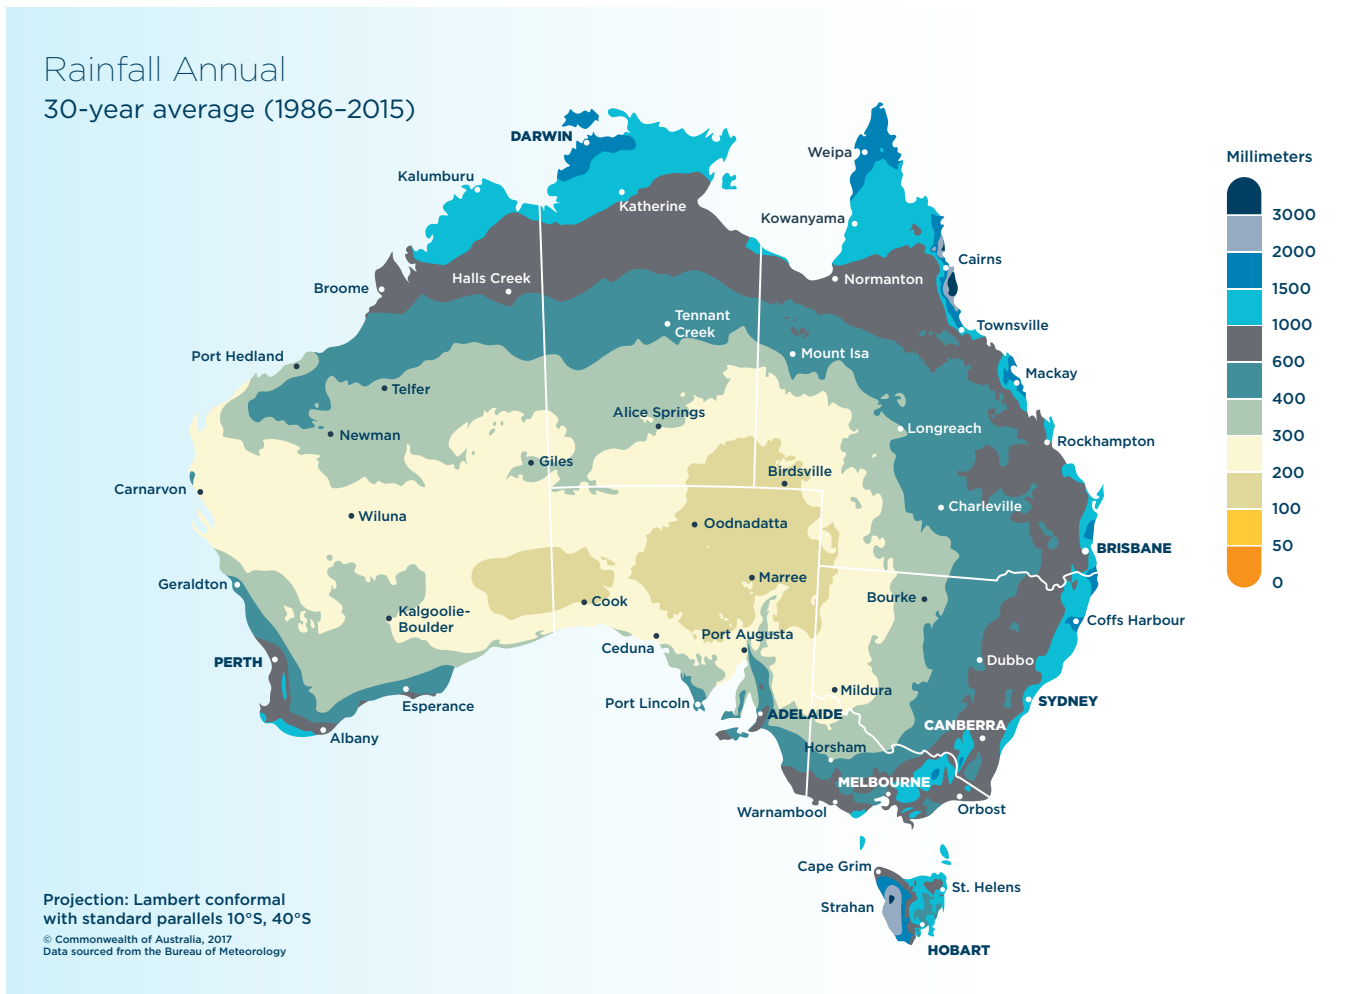 Rainfall Annual
30-year average (1986–2015)
DARWIN
Weipa
Kalumburu
Katherine
Kowanyama
Cairns
Halls Creek
Normanton
Broome
Tennant
Creek
Townsville
Port Hedland
Mount Isa
Mackay
Telfer
Alice Springs
Longreach
Newman
Rockhampton
Giles
Birdsville
Carnarvon
Charleville
Wiluna
Oodnadatta
BRISBANE
Geraldton
Marree
Bourke
Cook
Kalgoolie-
Boulder
Coffs Harbour
Port Augusta
Ceduna
PERTH
Dubbo
Mildura
Port Lincoln
SYDNEY
Esperance
ADELAIDE
CANBERRA
Albany
Horsham
MELBOURNE
Warnambool
Orbost
Cape Grim
St. Helens
Strahan
HOBART
Millimeters
3000
2000
1500
1000
600
400
300
200
100
50
0
Projection: Lambert conformal
with standard parallels 10°S, 40°S
© Commonwealth of Australia, 2017
Data sourced from the Bureau of Meteorology